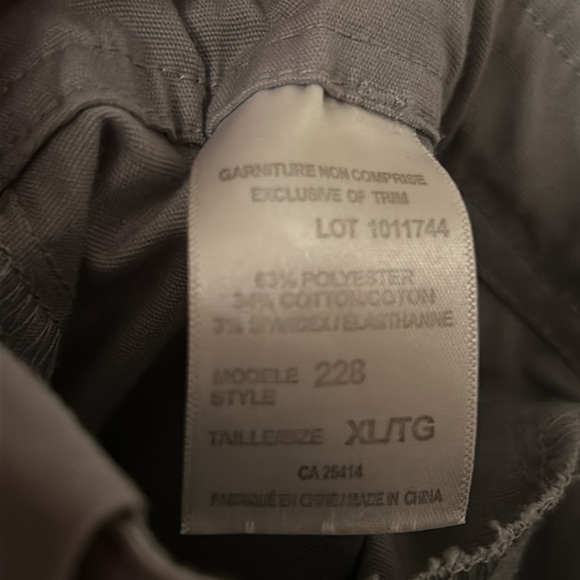 GARNITURE NON COMPRISE
EXCLUSIVE OF TRIM
LOT 1011744
63% POLYESTER
34% COTTON/COTON
3% SPANDEX/ELASTHANNE
MODELE 228
STYLE
TAILLE/SIZE XL/TG
CA 25414
FABRIQUÉ EN CHINE/MADE IN CHINA